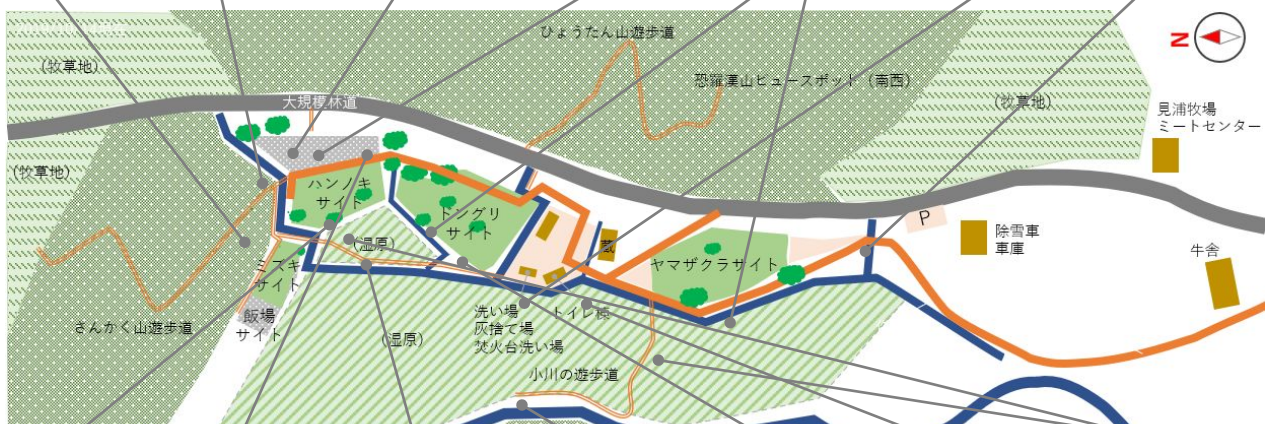 ひょうたん山遊歩道
N
(牧草地)
恐羅漢山ビュースポット(南西)
大規模林道
(牧草地)
見浦牧場
ミートセンター
(牧草地)
ハンノキ
サイト
ドングリ
サイト
P
除雪車
車庫
(湿原)
蔵
牛舎
ヤマザクラサイト
ミズキ
サイト
洗い場
灰捨て場
焚火台洗い場
トイレ棟
飯場
サイト
さんかく山遊歩道
(湿原)
小川の遊歩道